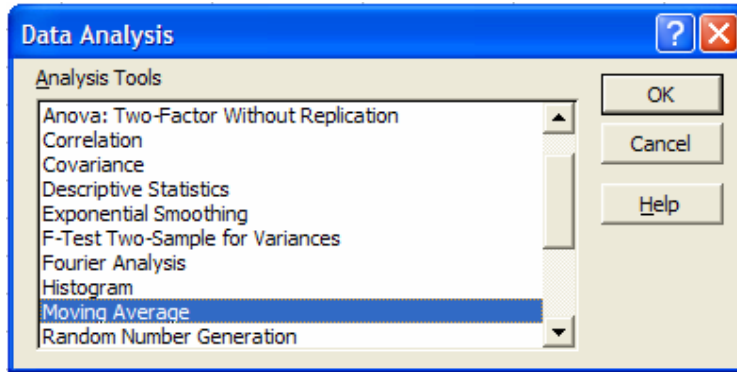 Data Analysis
Analysis Tools
Anova: Two-Factor Without Replication
Correlation
Covariance
Descriptive Statistics
Exponential Smoothing
F-Test Two-Sample for Variances
Fourier Analysis
Histogram
Moving Average
Random Number Generation
OK
Cancel
Help